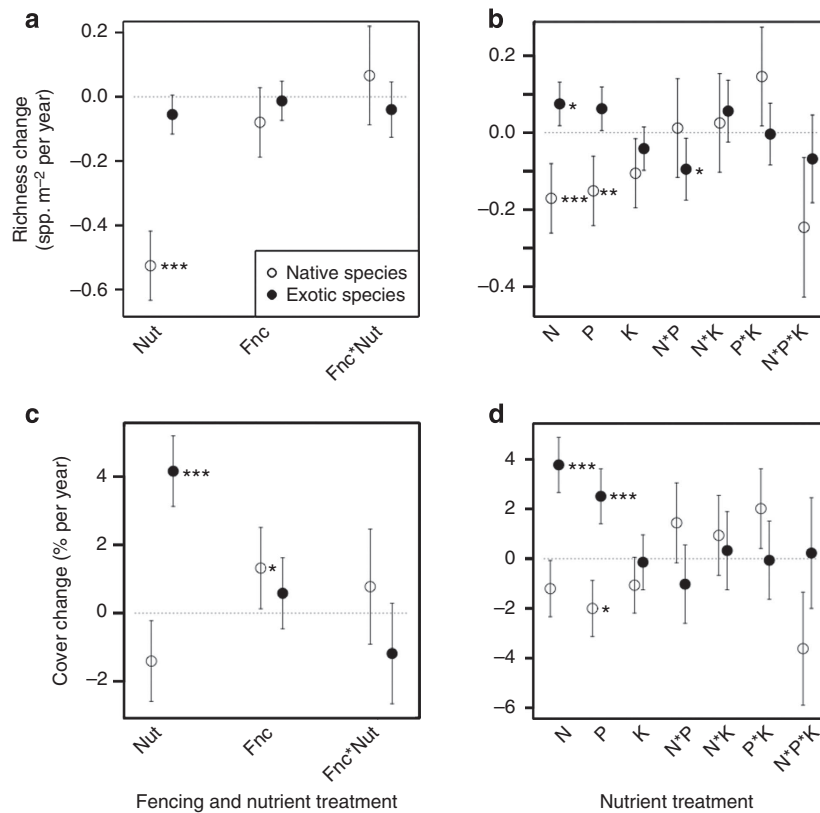 a
Richness change
(spp. m⁻² per year)
0.2
0.0
−0.2
−0.4
−0.6
***
Native species
Exotic species
Nut
Fnc
Fnc*Nut
b
0.2
0.0
−0.2
−0.4
*
***
**
*
N
P
K
N*P
N*K
P*K
N*P*K
c
Cover change (% per year)
4
2
0
−2
***
*
Nut
Fnc
Fnc*Nut
Fencing and nutrient treatment
d
4
2
0
−2
−4
−6
***
***
*
N
P
K
N*P
N*K
P*K
N*P*K
Nutrient treatment